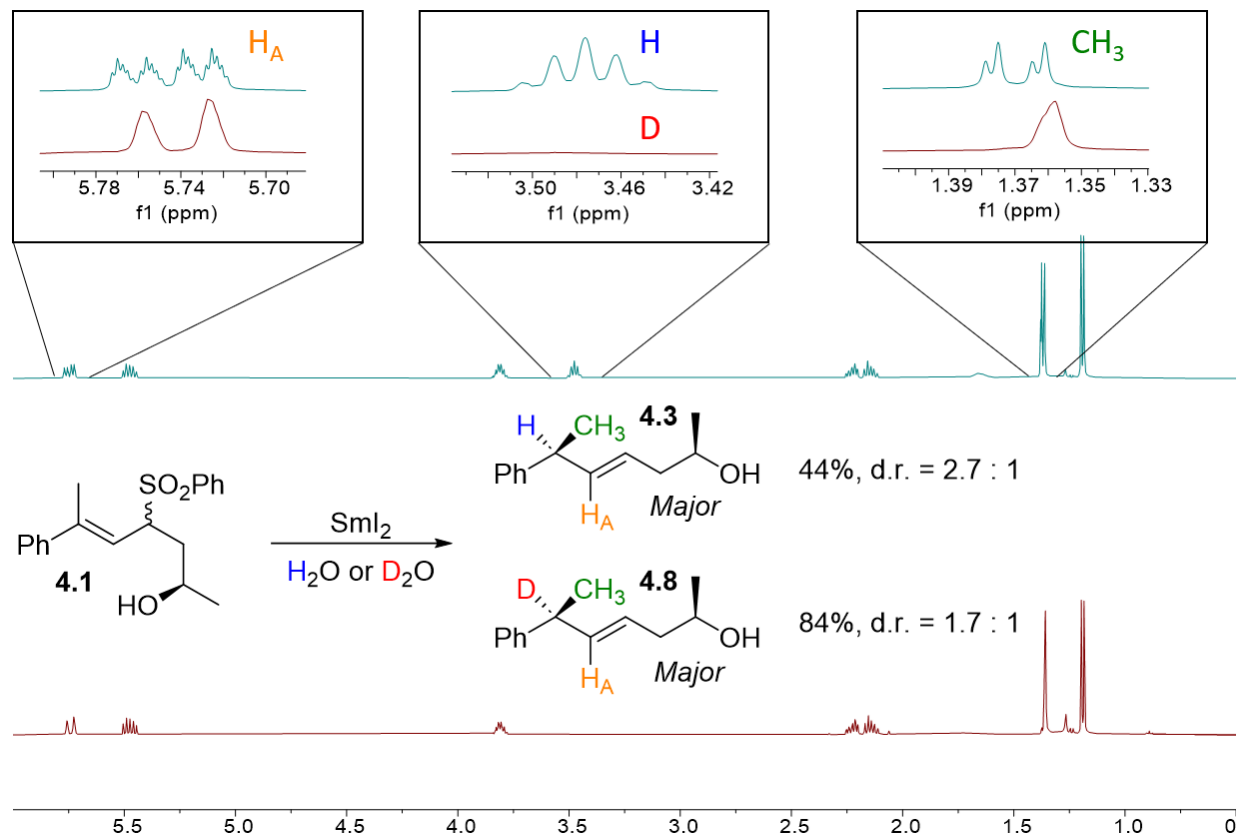 H_A H CH₃
D
5.78 5.74 5.70 3.50 3.46 3.42 1.39 1.37 1.35 1.33
f1 (ppm) f1 (ppm) f1 (ppm)
H CH₃ 4.3
Ph OH 44%, d.r. = 2.7 : 1
H_A Major
SO₂Ph
Ph
4.1
HO
SmI₂
H₂O or D₂O
D CH₃ 4.8
Ph OH 84%, d.r. = 1.7 : 1
H_A Major
5.5 5.0 4.5 4.0 3.5 3.0 2.5 2.0 1.5 1.0 0